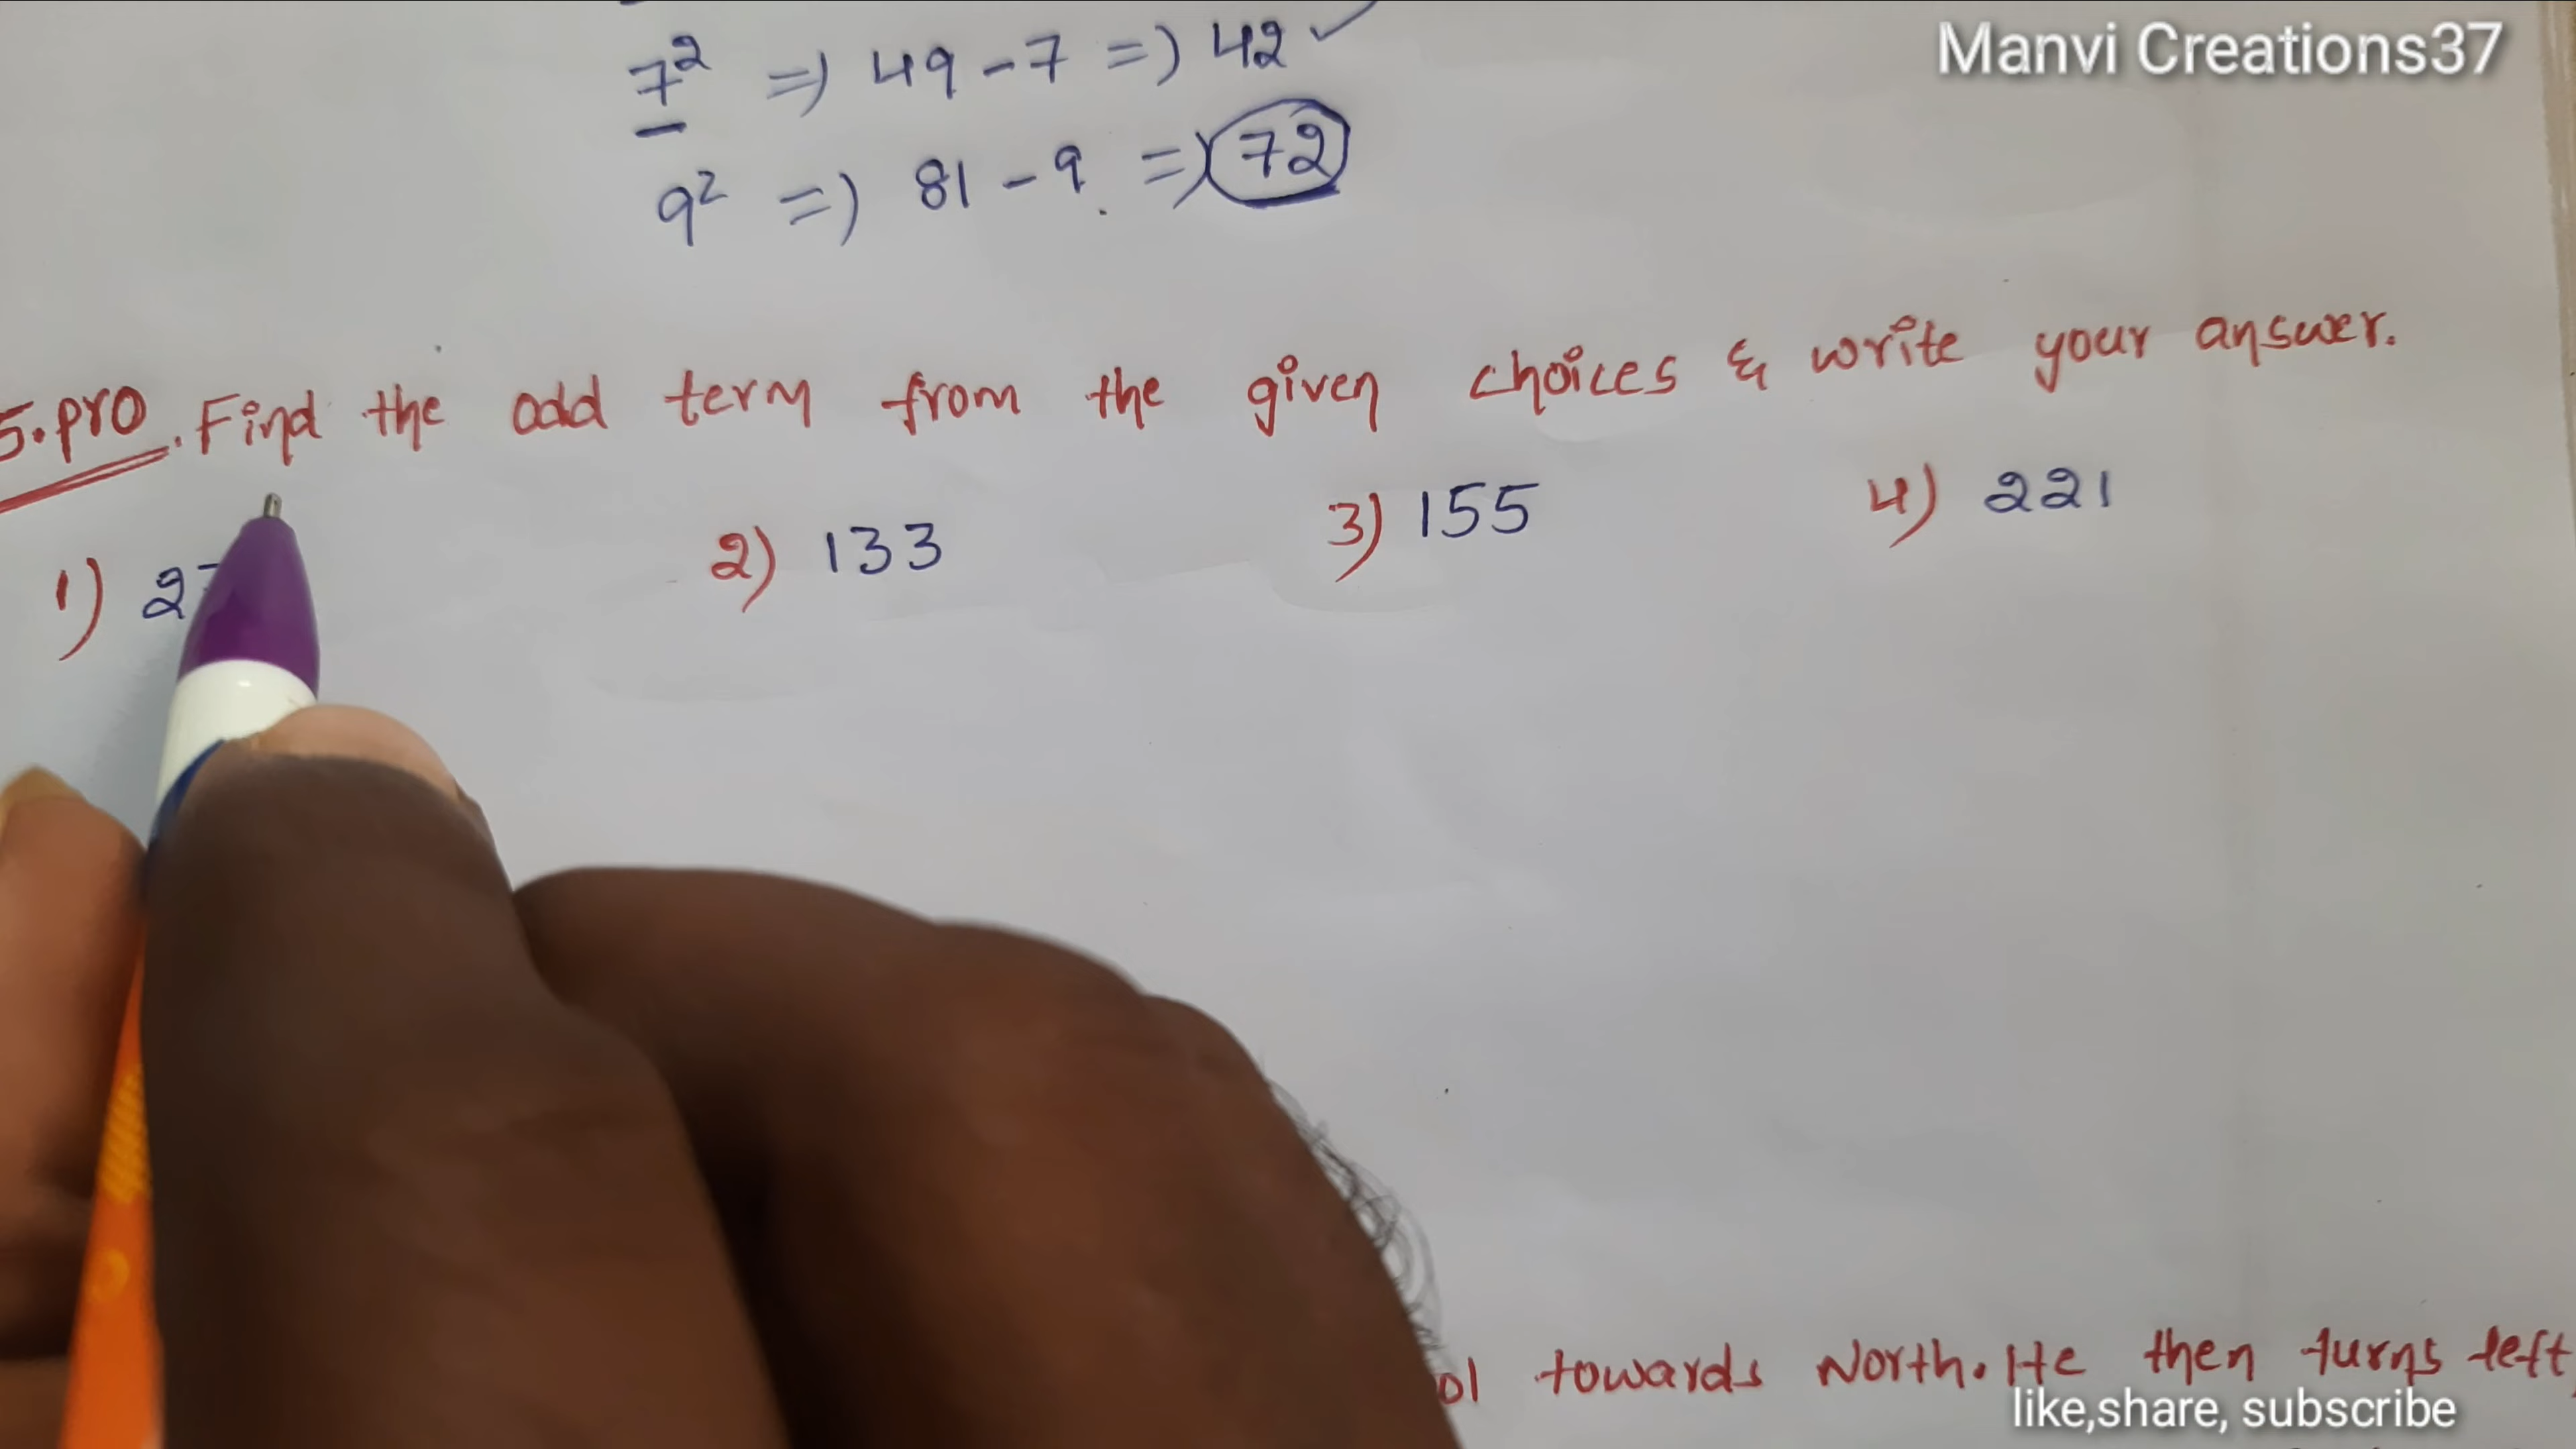 Manvi Creations37
7² => 49 - 7 => 42 ✓
9² => 81 - 9 => 72
5.pro. Find the odd term from the given choices & write your answer.
1) 2 2) 133 3) 155 4) 221
towards North. He then turns left,
like,share, subscribe